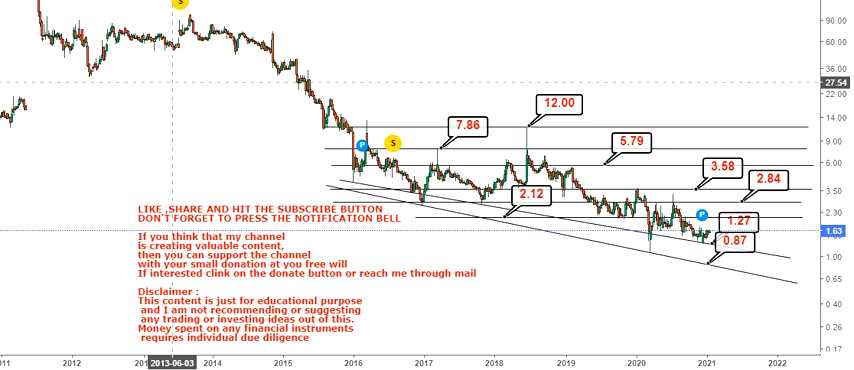 S
90.00
60.00
36.00
27.54
22.00
14.00
9.00
6.00
3.50
2.30
1.63
1.00
0.65
0.40
0.26
0.17
12.00
7.86
5.79
P
S
3.58
2.84
2.12
P
1.27
0.87
LIKE ,SHARE AND HIT THE SUBSCRIBE BUTTON
DON'T FORGET TO PRESS THE NOTIFICATION BELL
If you think that my channel
is creating valuable content,
then you can support the channel
with your small donation at you free will
If interested clink on the donate button or reach me through mail
Disclaimer :
This content is just for educational purpose
and I am not recommending or suggesting
any trading or investing ideas out of this.
Money spent on any financial instruments
requires individual due diligence
011 2012 201 2013-06-03 2014 2015 2016 2017 2018 2019 2020 2021 2022